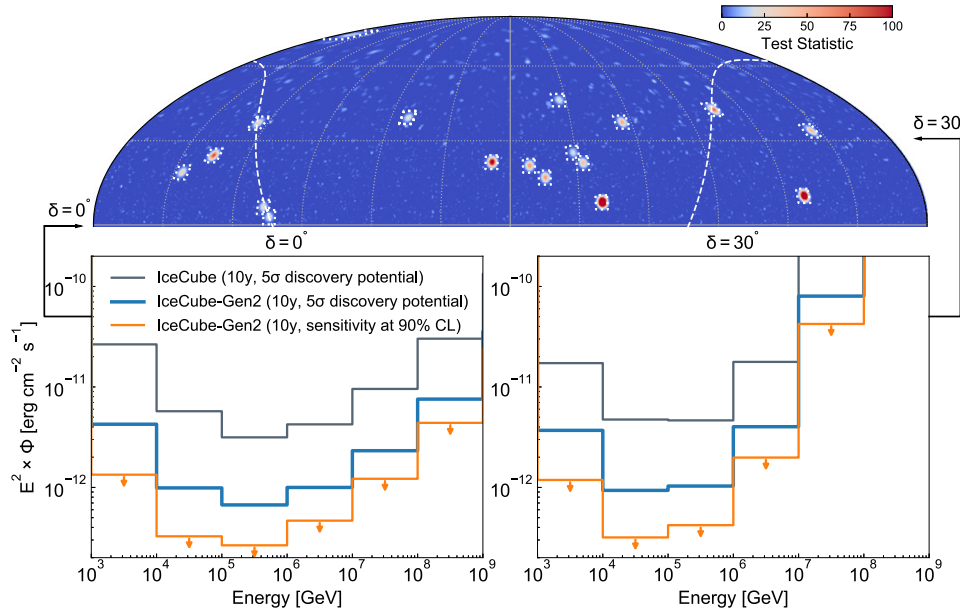 0 25 50 75 100
Test Statistic
δ = 30
δ = 0°
δ = 0° δ = 30°
IceCube (10y, 5σ discovery potential)
IceCube-Gen2 (10y, 5σ discovery potential)
IceCube-Gen2 (10y, sensitivity at 90% CL)
10⁻¹⁰ 10⁻¹⁰
10⁻¹¹ 10⁻¹¹
10⁻¹² 10⁻¹²
E² × Φ [erg cm⁻² s⁻¹]
10³ 10⁴ 10⁵ 10⁶ 10⁷ 10⁸ 10⁹ 10³ 10⁴ 10⁵ 10⁶ 10⁷ 10⁸ 10⁹
Energy [GeV] Energy [GeV]